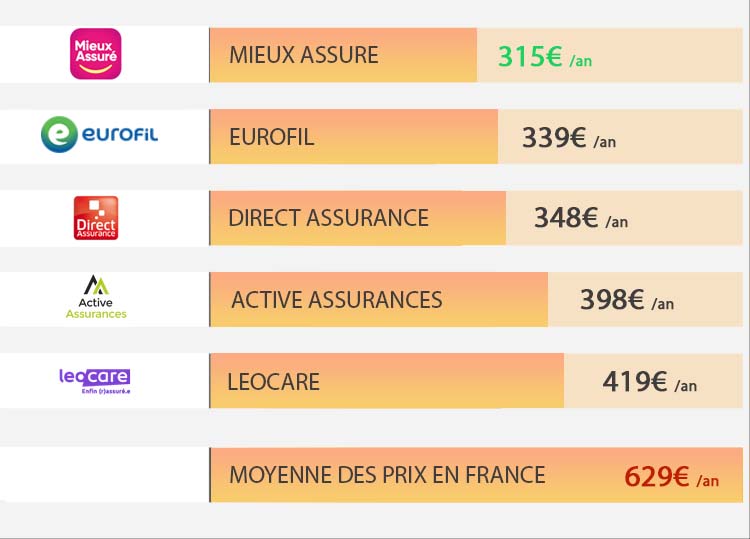 Mieux
Assuré
MIEUX ASSURE
315€ /an
e eurofil
EUROFIL
339€ /an
Direct
Assurance
DIRECT ASSURANCE
348€ /an
Active
Assurances
ACTIVE ASSURANCES
398€ /an
leocare
Enfin (r)assuré.e
LEOCARE
419€ /an
MOYENNE DES PRIX EN FRANCE
629€ /an